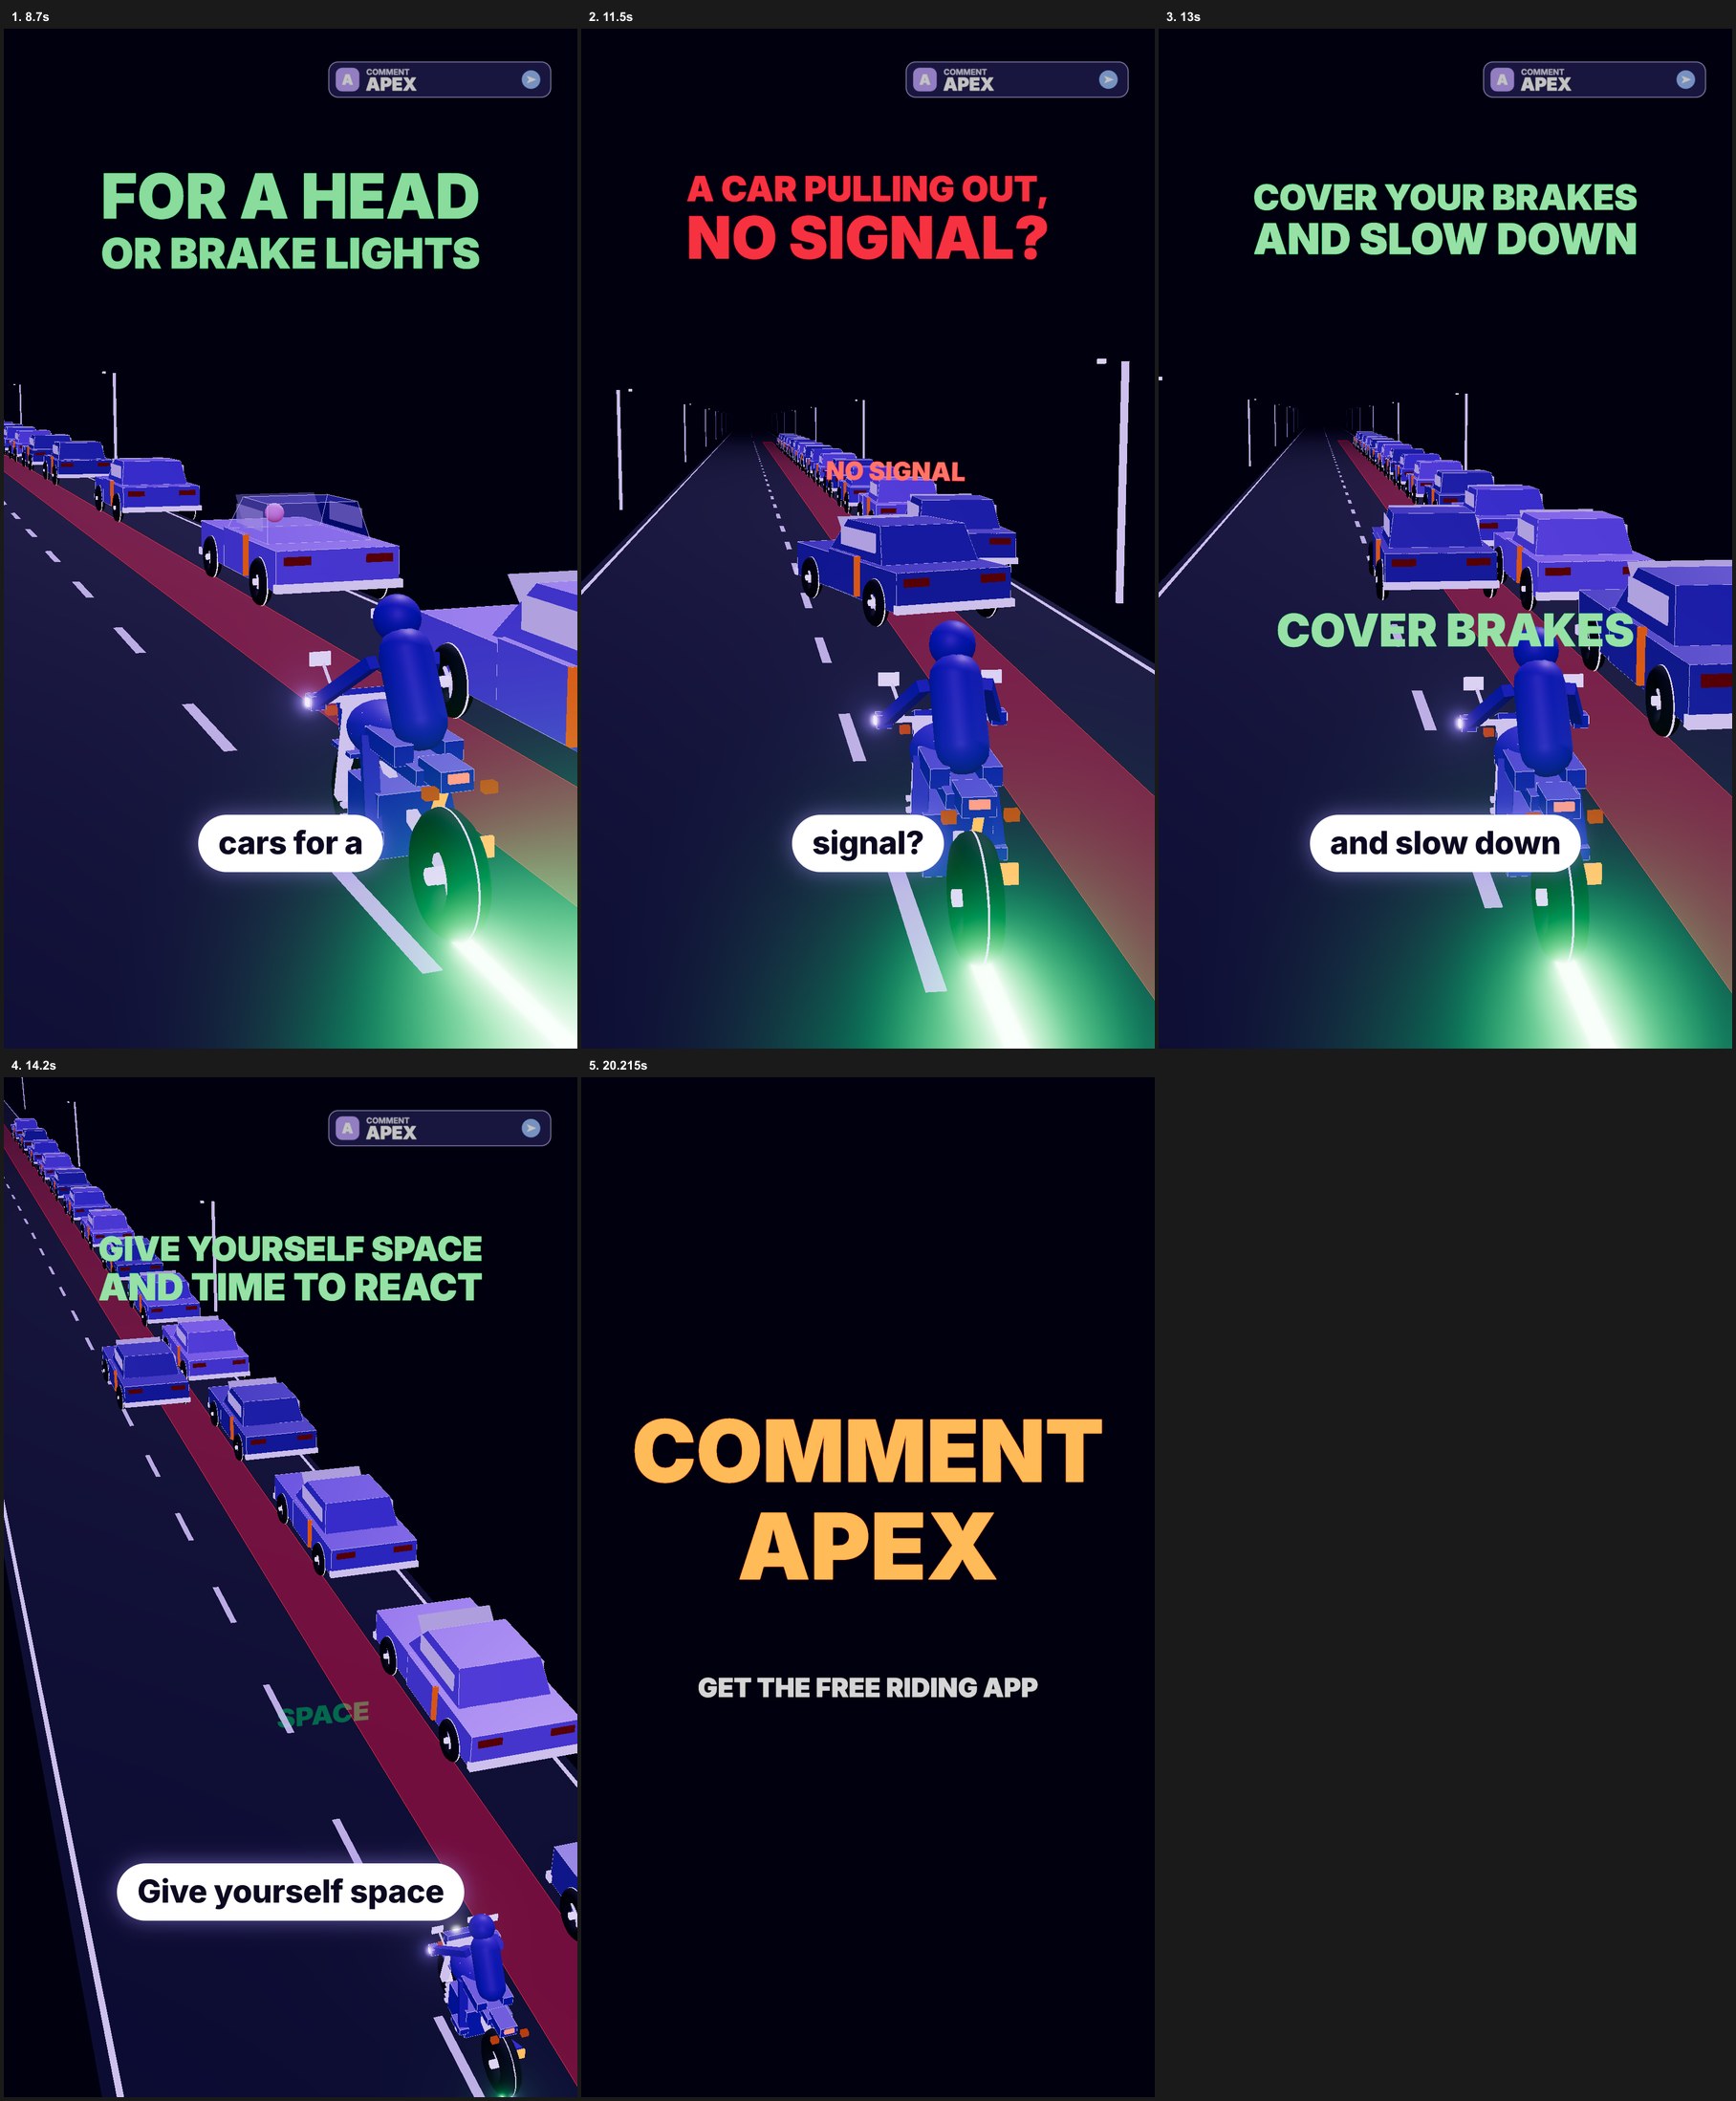 1. 8.7s
COMMENT
A APEX
FOR A HEAD
OR BRAKE LIGHTS
cars for a
2. 11.5s
COMMENT
A APEX
A CAR PULLING OUT,
NO SIGNAL?
NO SIGNAL
signal?
3. 13s
COMMENT
A APEX
COVER YOUR BRAKES
AND SLOW DOWN
COVER BRAKES
and slow down
4. 14.2s
COMMENT
A APEX
GIVE YOURSELF SPACE
AND TIME TO REACT
SPACE
Give yourself space
5. 20.215s
COMMENT
APEX
GET THE FREE RIDING APP